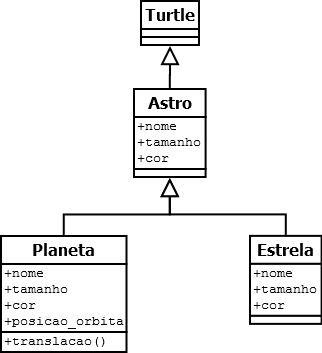 Turtle
Astro
+nome
+tamanho
+cor
Planeta
+nome
+tamanho
+cor
+posicao_orbita
+translacao()
Estrela
+nome
+tamanho
+cor